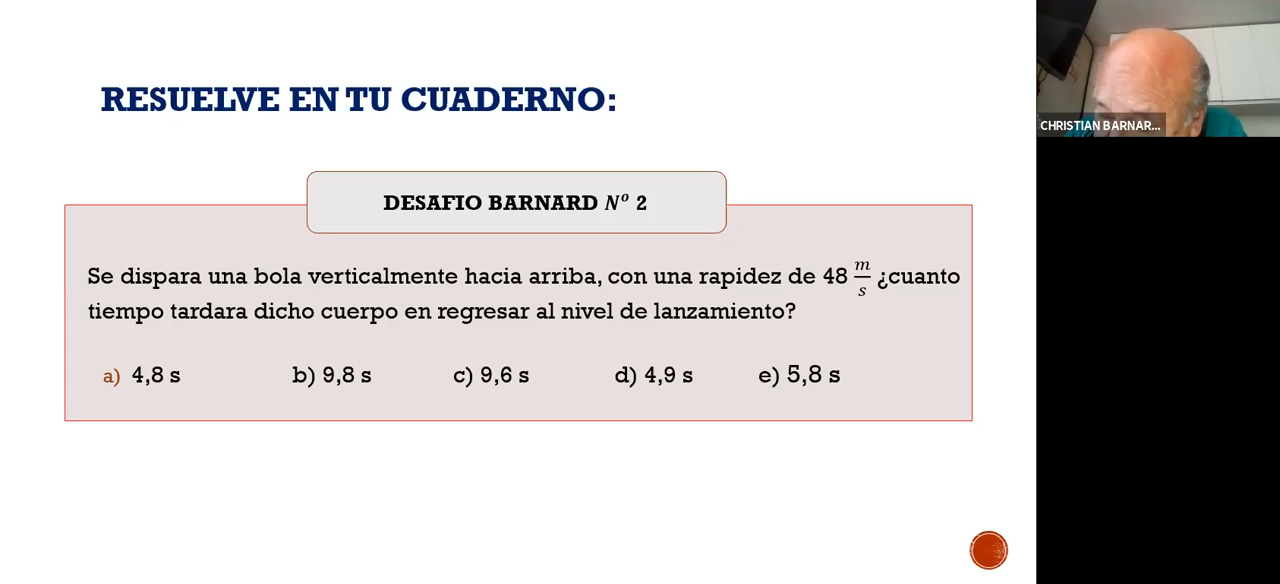 RESUELVE EN TU CUADERNO:
DESAFIO BARNARD N° 2
Se dispara una bola verticalmente hacia arriba, con una rapidez de 48 m/s ¿cuanto
tiempo tardara dicho cuerpo en regresar al nivel de lanzamiento?
a) 4,8 s b) 9,8 s c) 9,6 s d) 4,9 s e) 5,8 s
CHRISTIAN BARNAR...